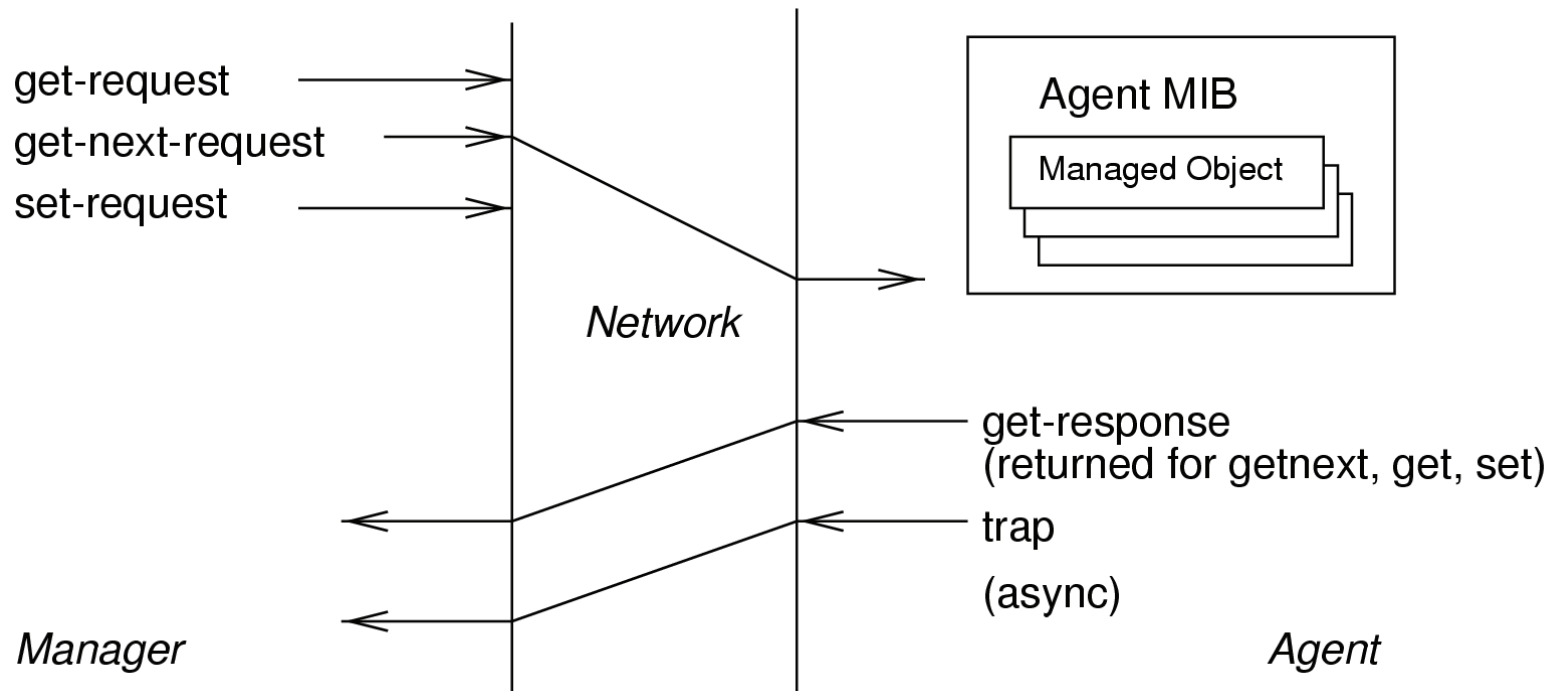 get-request
get-next-request
set-request
Agent MIB
Managed Object
Network
get-response
(returned for getnext, get, set)
trap
(async)
Manager
Agent